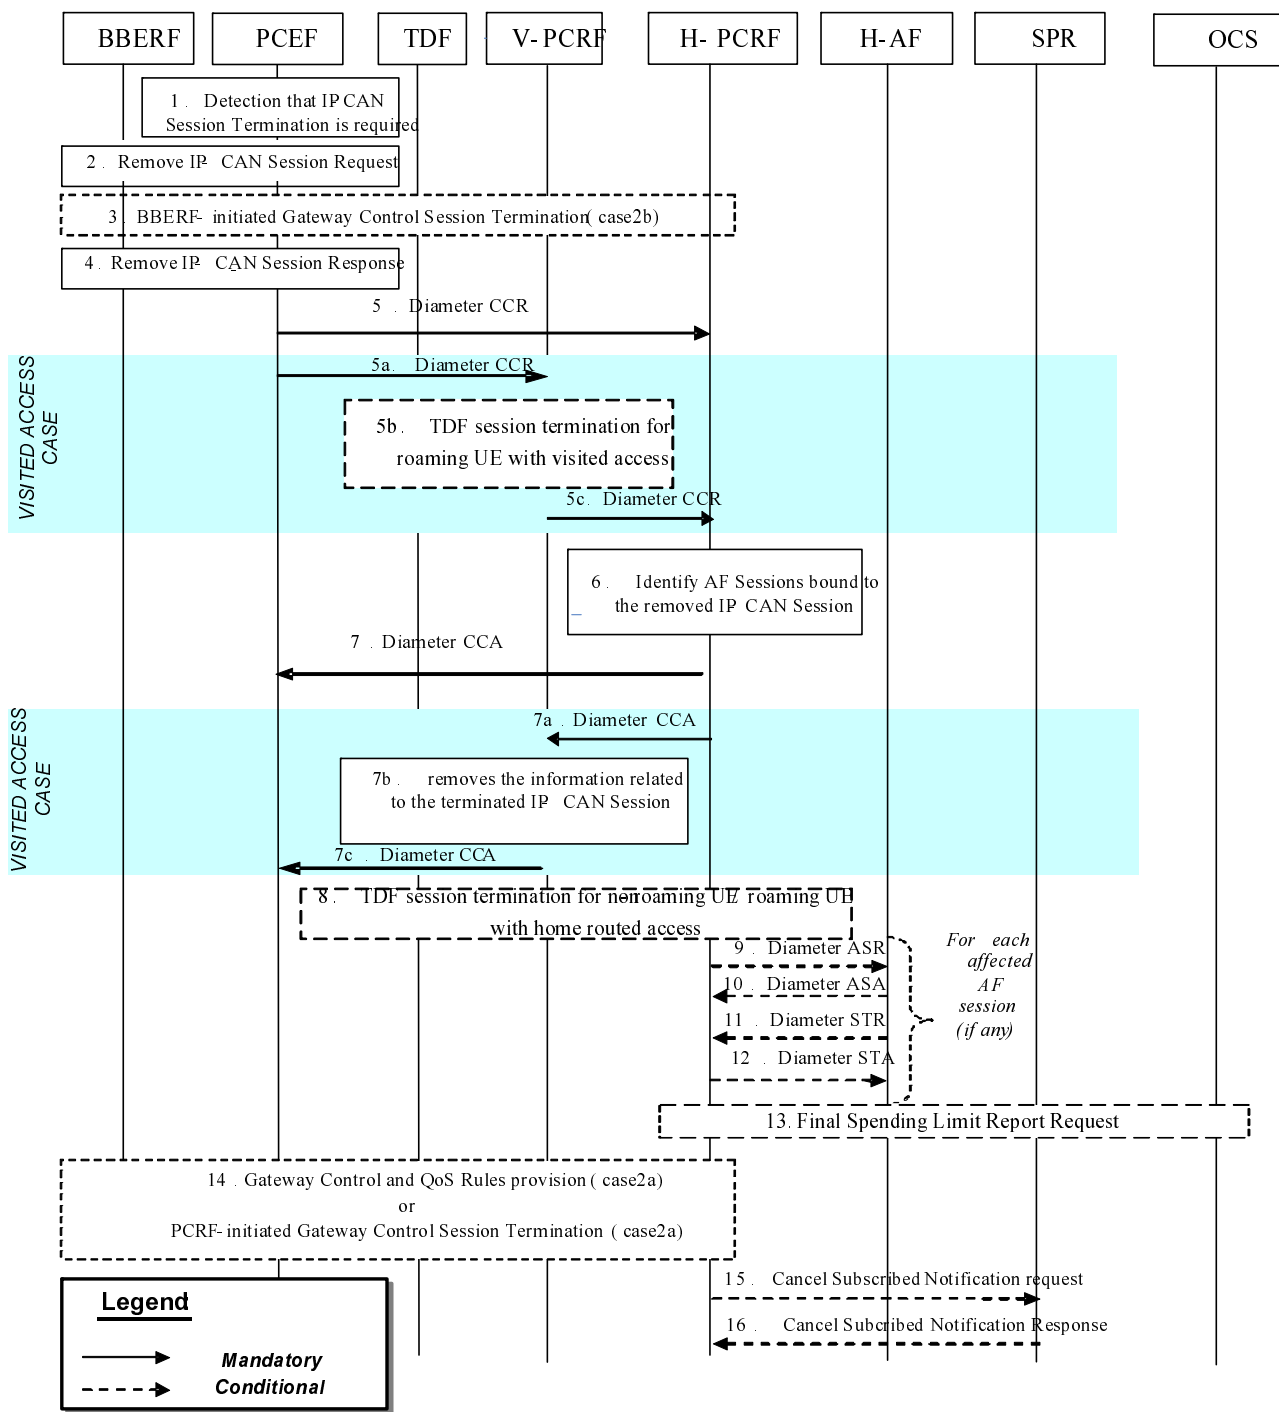 BBERF PCEF TDF V-PCRF H-PCRF H-AF SPR OCS
1. Detection that IP CAN
Session Termination is required
2. Remove IP- CAN Session Request
3. BBERF- initiated Gateway Control Session Termination( case2b)
4. Remove IP- CAN Session Response
5. Diameter CCR
VISITED ACCESS
CASE
5a. Diameter CCR
5b. TDF session termination for
roaming UE with visited access
5c. Diameter CCR
6. Identify AF Sessions bound to
the removed IP- CAN Session
7. Diameter CCA
VISITED ACCESS
CASE
7a. Diameter CCA
7b. removes the information related
to the terminated IP- CAN Session
7c. Diameter CCA
8. TDF session termination for non-roaming UE/ roaming UE
with home routed access
9. Diameter ASR
10. Diameter ASA
11. Diameter STR
12. Diameter STA
For each
affected
AF
session
(if any)
13. Final Spending Limit Report Request
14. Gateway Control and QoS Rules provision ( case2a)
or
PCRF-initiated Gateway Control Session Termination ( case2a)
15. Cancel Subscribed Notification request
16. Cancel Subcribed Notification Response
Legend:
Mandatory
Conditional